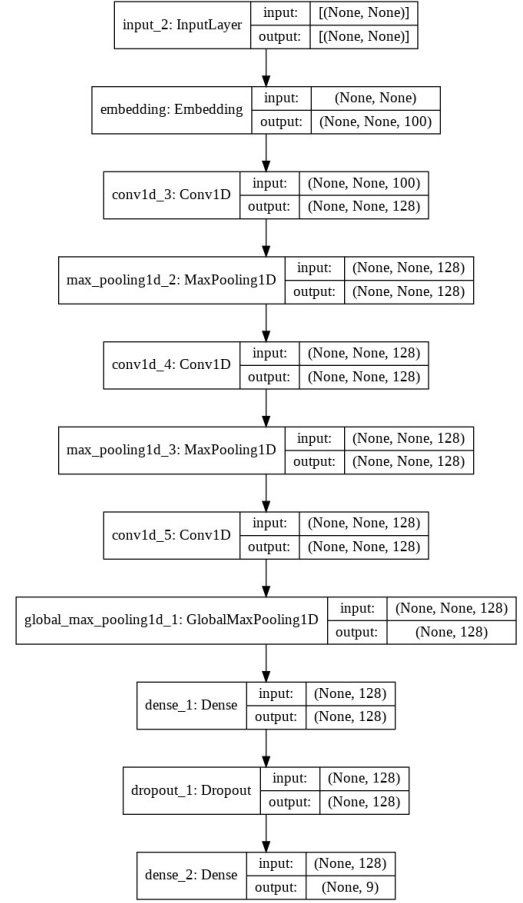 input_2: InputLayer input: [(None, None)]
output: [(None, None)]
embedding: Embedding input: (None, None)
output: (None, None, 100)
conv1d_3: Conv1D input: (None, None, 100)
output: (None, None, 128)
max_pooling1d_2: MaxPooling1D input: (None, None, 128)
output: (None, None, 128)
conv1d_4: Conv1D input: (None, None, 128)
output: (None, None, 128)
max_pooling1d_3: MaxPooling1D input: (None, None, 128)
output: (None, None, 128)
conv1d_5: Conv1D input: (None, None, 128)
output: (None, None, 128)
global_max_pooling1d_1: GlobalMaxPooling1D input: (None, None, 128)
output: (None, 128)
dense_1: Dense input: (None, 128)
output: (None, 128)
dropout_1: Dropout input: (None, 128)
output: (None, 128)
dense_2: Dense input: (None, 128)
output: (None, 9)